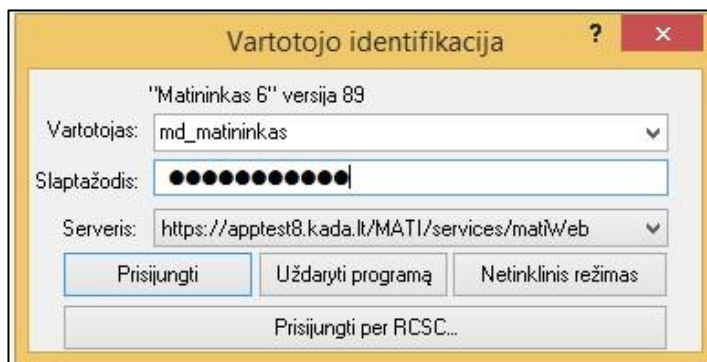 Vartotojo identifikacija ? ×
"Matininkas 6" versija 89
Vartotojas: md_matininkas
Slaptažodis: ●●●●●●●●●●●
Serveris: https://apptest8.kada.lt/MATI/services/matiWeb
Prisijungti Uždaryti programą Netinklinis režimas
Prisijungti per RCSC...